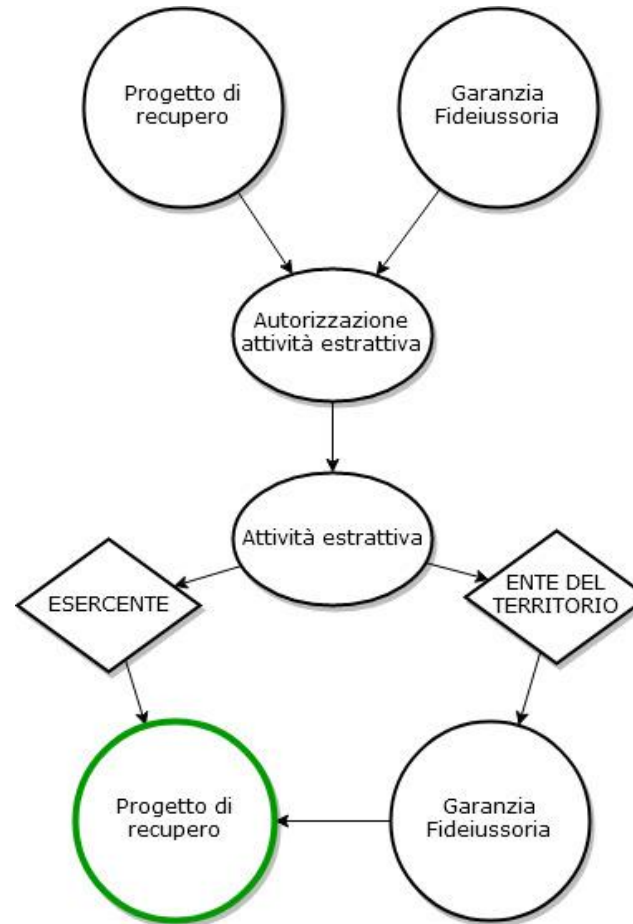 Progetto di
recupero
Garanzia
Fideiussoria
Autorizzazione
attività estrattiva
Attività estrattiva
ESERCENTE
ENTE DEL
TERRITORIO
Progetto di
recupero
Garanzia
Fideiussoria